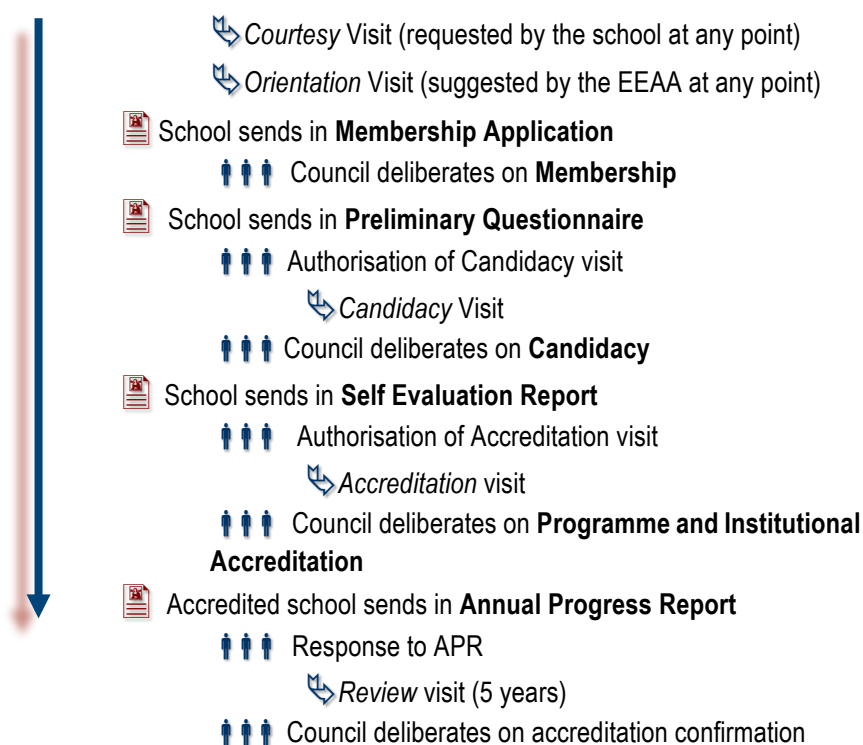 Courtesy Visit (requested by the school at any point)
Orientation Visit (suggested by the EEAA at any point)
School sends in Membership Application
Council deliberates on Membership
School sends in Preliminary Questionnaire
Authorisation of Candidacy visit
Candidacy Visit
Council deliberates on Candidacy
School sends in Self Evaluation Report
Authorisation of Accreditation visit
Accreditation visit
Council deliberates on Programme and Institutional
Accreditation
Accredited school sends in Annual Progress Report
Response to APR
Review visit (5 years)
Council deliberates on accreditation confirmation